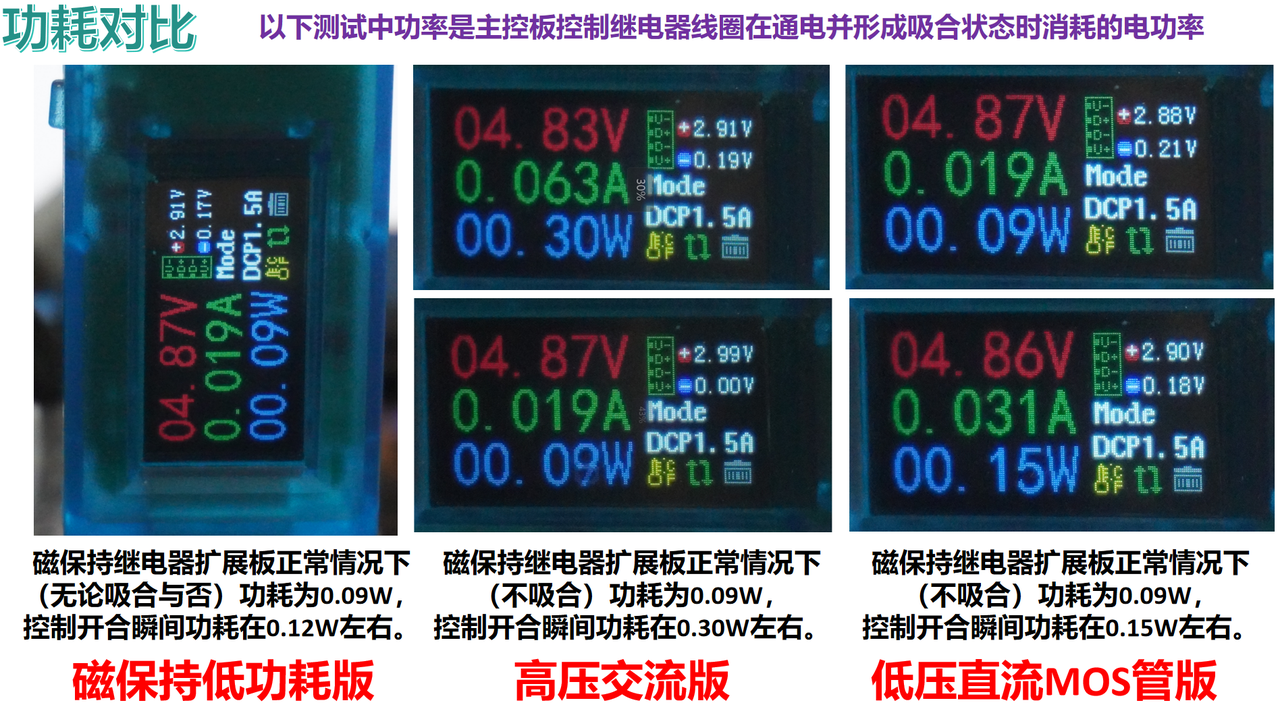 功耗对比
以下测试中功率是主控板控制继电器线圈在通电并形成吸合状态时消耗的电功率
04.87V
0.019A
00.09W
U-
D+
D-
U+
+2.91V
-0.17V
Mode
DCP1.5A
°C
°F
04.83V
0.063A
00.30W
U-
D+
D-
U+
+2.91V
-0.19V
30%
Mode
DCP1.5A
°C
°F
04.87V
0.019A
00.09W
U-
D+
D-
U+
+2.88V
-0.21V
Mode
DCP1.5A
°C
°F
04.87V
0.019A
00.09W
U-
D+
D-
U+
+2.99V
-0.00V
Mode
DCP1.5A
°C
°F
04.86V
0.031A
00.15W
U-
D+
D-
U+
+2.90V
-0.18V
Mode
DCP1.5A
°C
°F
磁保持继电器扩展板正常情况下
（无论吸合与否）功耗为0.09W，
控制开合瞬间功耗在0.12W左右。
磁保持低功耗版
磁保持继电器扩展板正常情况下
（不吸合）功耗为0.09W，
控制开合瞬间功耗在0.30W左右。
高压交流版
磁保持继电器扩展板正常情况下
（不吸合）功耗为0.09W，
控制开合瞬间功耗在0.15W左右。
低压直流MOS管版